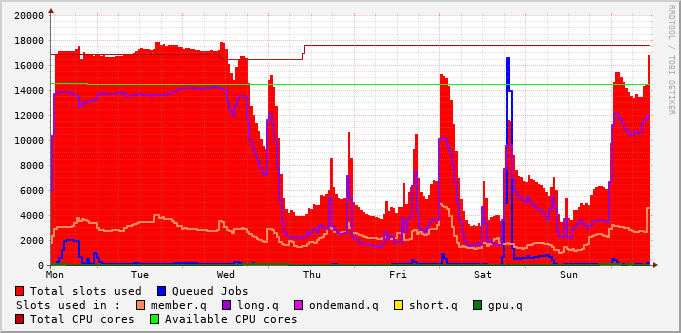 20000
18000
16000
14000
12000
10000
8000
6000
4000
2000
0
Mon Tue Wed Thu Fri Sat Sun
Total slots used Queued Jobs
Slots used in : member.q long.q ondemand.q short.q gpu.q
Total CPU cores Available CPU cores
RRDTOOL / TOBI OETIKER